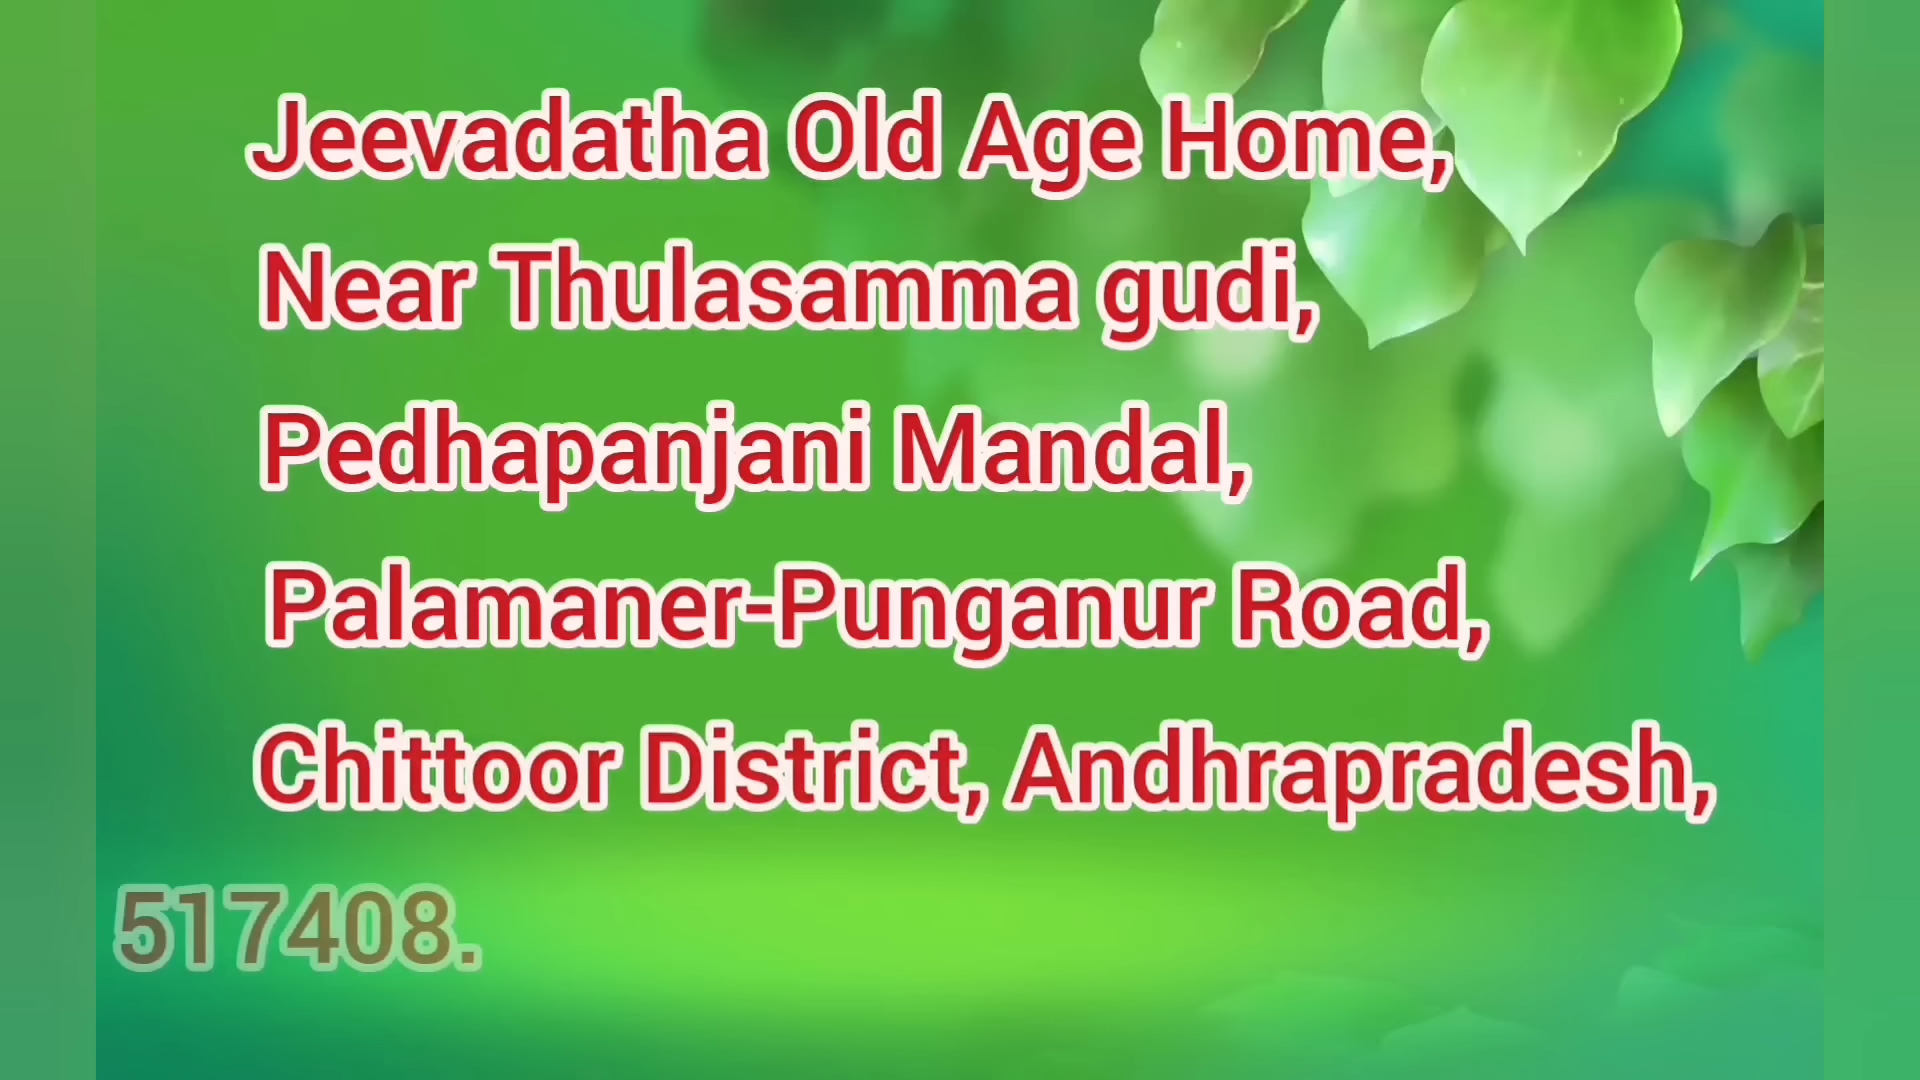 Jeevadatha Old Age Home,
Near Thulasamma gudi,
Pedhapanjani Mandal,
Palamaner-Punganur Road,
Chittoor District, Andhrapradesh,
517408.